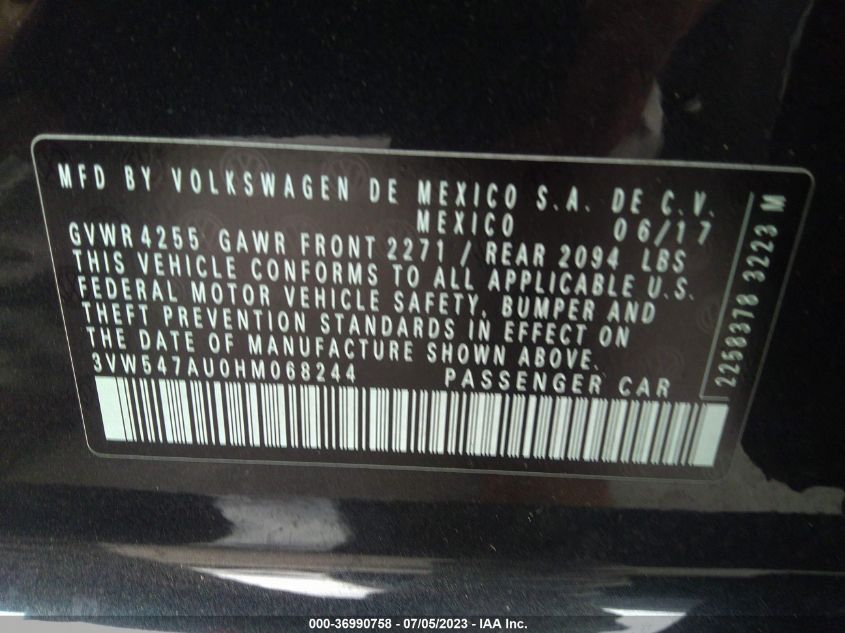 MFD BY VOLKSWAGEN DE MEXICO S.A. DE C.V.
MEXICO 06/17
GVWR 4255 GAWR FRONT 2271 / REAR 2094 LBS
THIS VEHICLE CONFORMS TO ALL APPLICABLE U.S.
FEDERAL MOTOR VEHICLE SAFETY, BUMPER AND
THEFT PREVENTION STANDARDS IN EFFECT ON
THE DATE OF MANUFACTURE SHOWN ABOVE.
3VW547AU0HM068244 PASSENGER CAR
2258378 3223 M
000-36990758 - 07/05/2023 - IAA Inc.